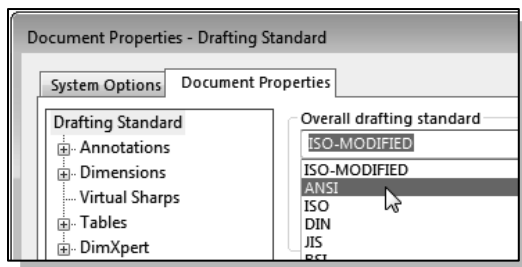 Document Properties - Drafting Standard
System Options Document Properties
Drafting Standard
Annotations
Dimensions
Virtual Sharps
Tables
DimXpert
Overall drafting standard
ISO-MODIFIED
ISO-MODIFIED
ANSI
ISO
DIN
JIS